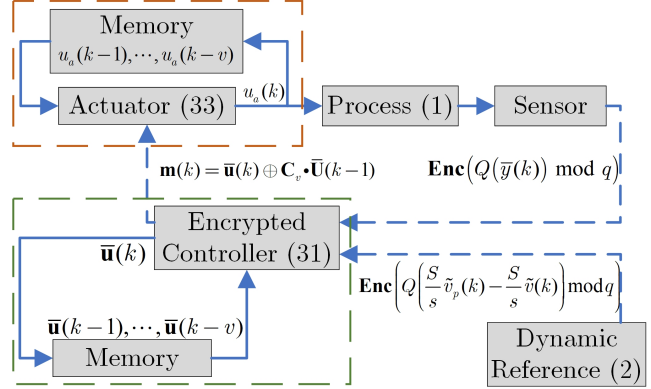 Memory
u_a(k−1),⋯,u_a(k−v)
Actuator (33)
u_a(k)
Process (1)
Sensor
m(k) = ū(k) ⊕ C_v • Ū(k−1)
Enc(Q(ȳ(k)) mod q)
Encrypted
Controller (31)
ū(k)
Enc(Q(S/s ṽ_p(k) − S/s ṽ(k)) mod q)
ū(k−1),⋯,ū(k−v)
Memory
Dynamic
Reference (2)